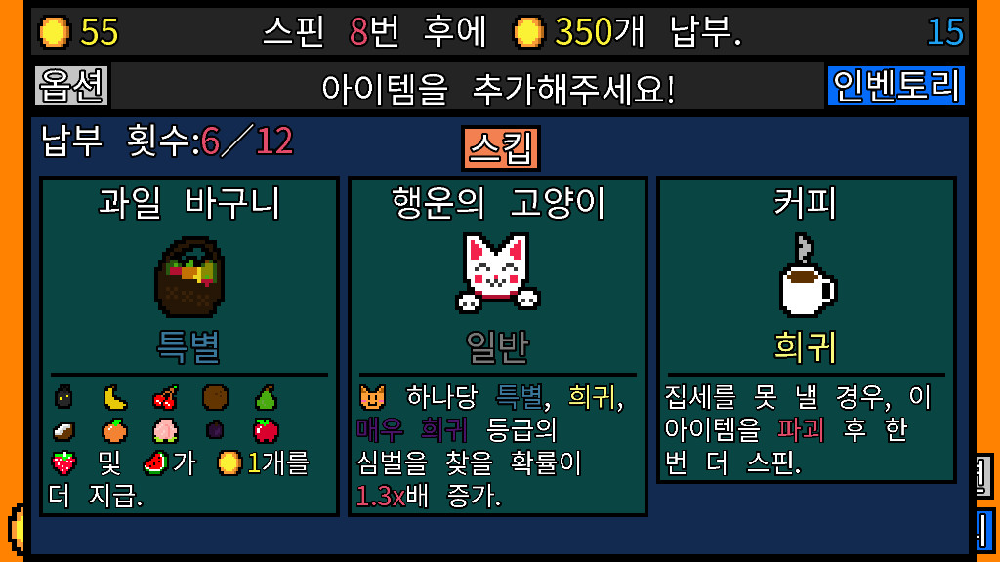 55 스핀 8번 후에 350개 납부. 15
옵션 아이템을 추가해주세요! 인벤토리
납부 횟수:6/12 스킵
과일 바구니
특별
및 가 1개를
더 지급.
행운의 고양이
일반
하나당 특별, 희귀,
매우 희귀 등급의
심벌을 찾을 확률이
1.3x배 증가.
커피
희귀
집세를 못 낼 경우, 이
아이템을 파괴 후 한
번 더 스핀.